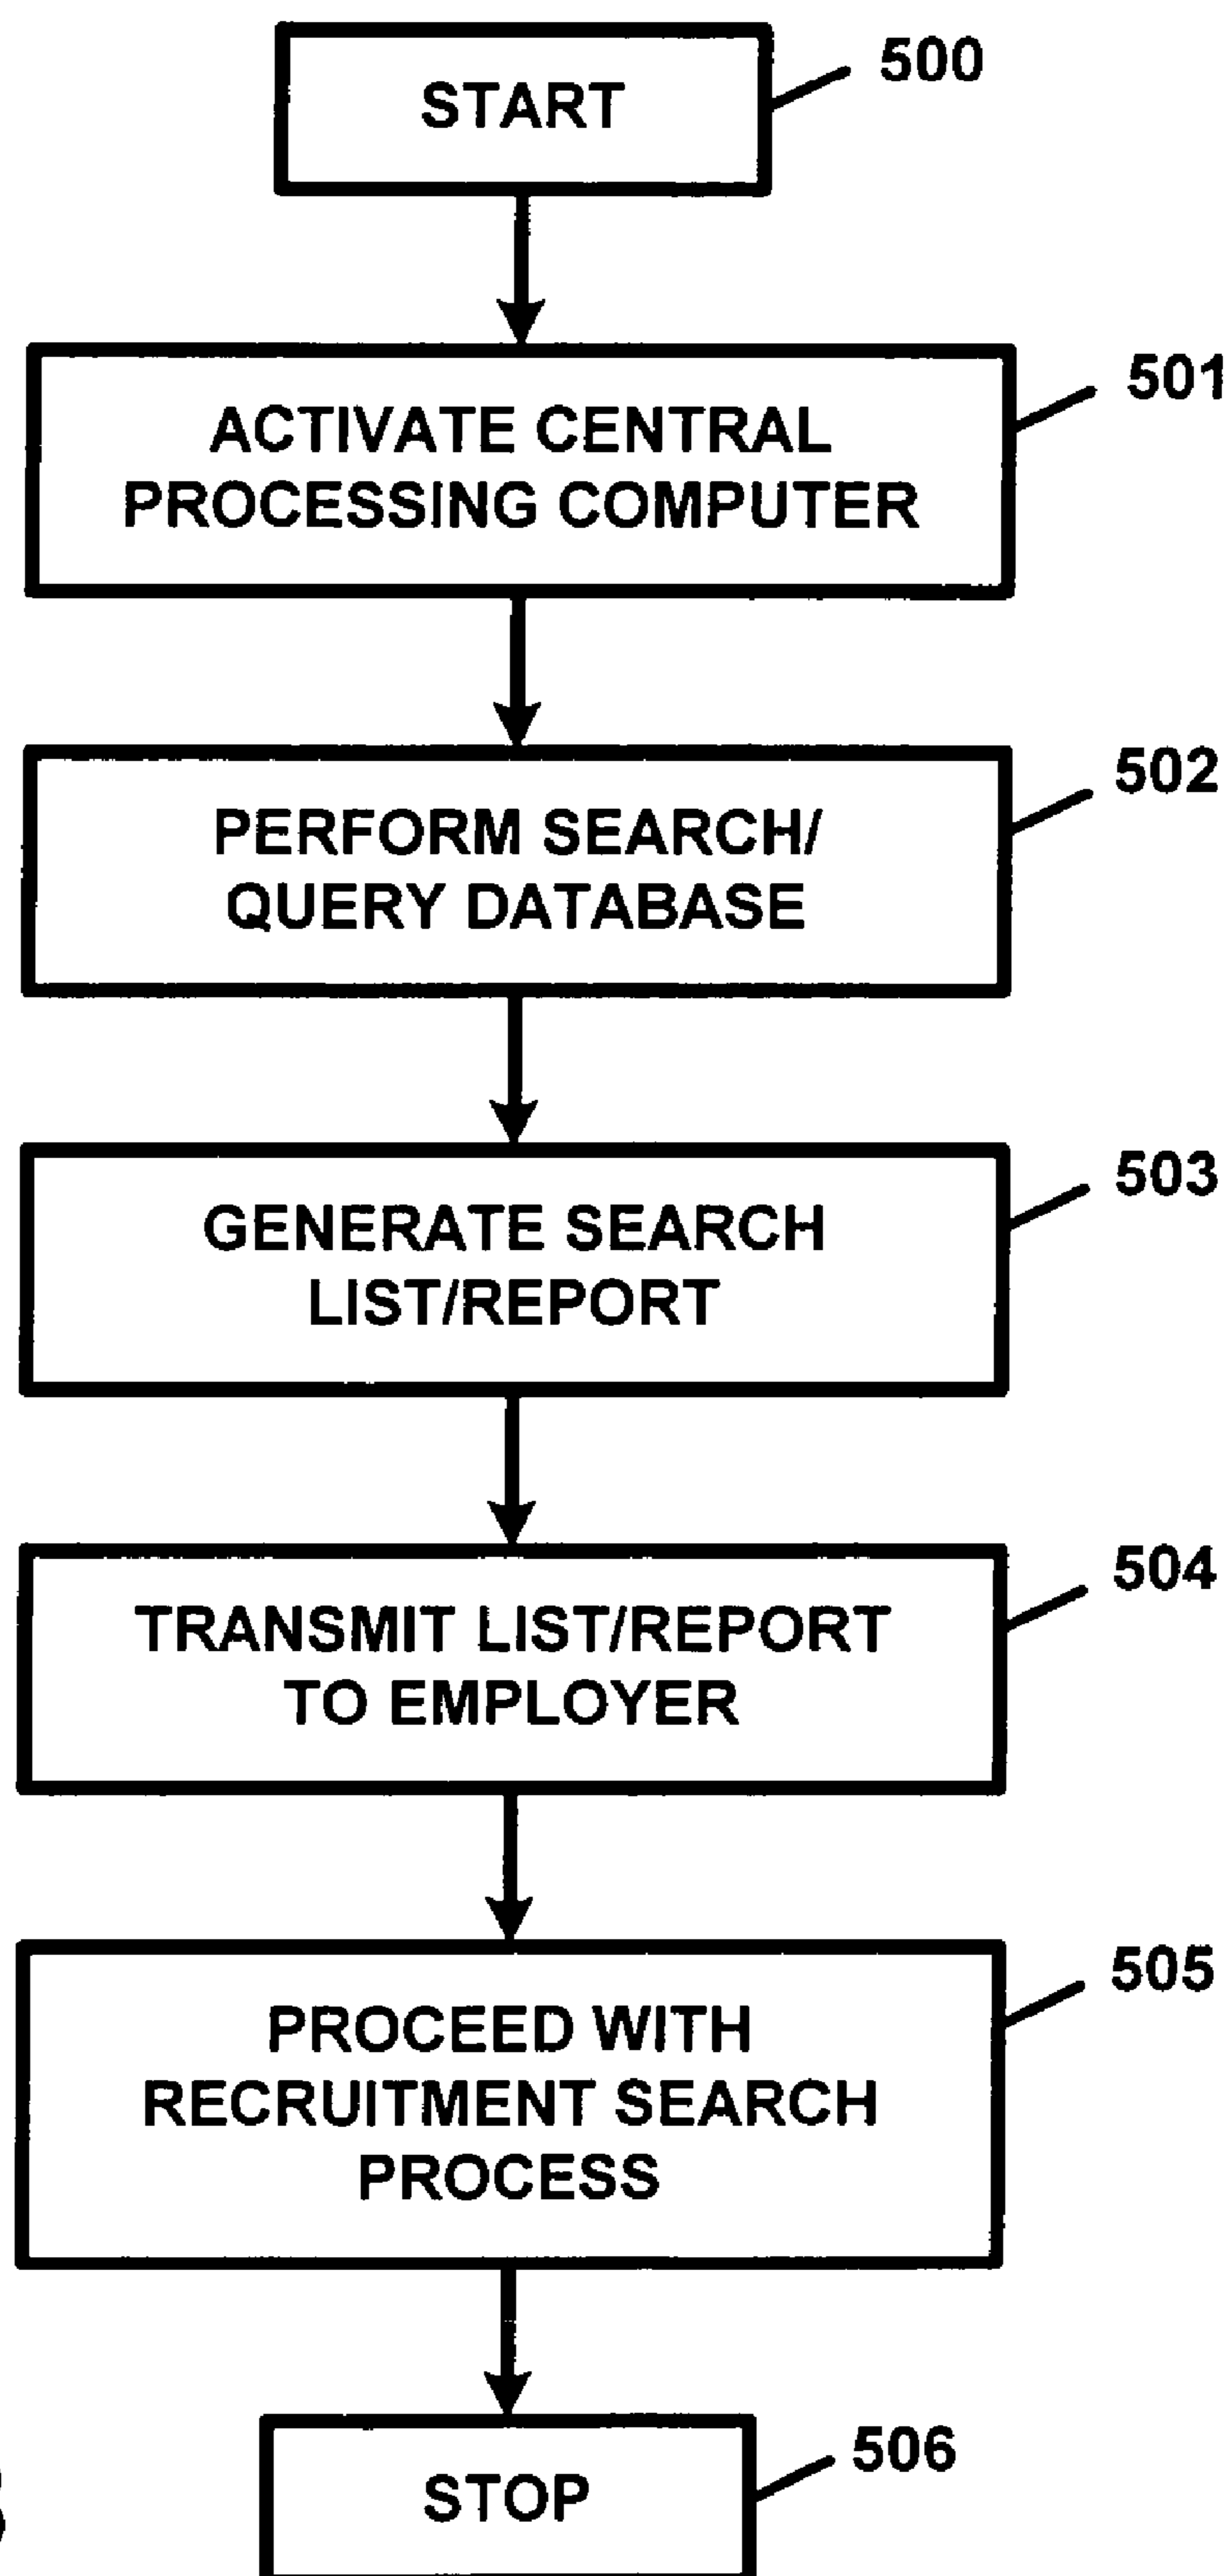 START
500
ACTIVATE CENTRAL
PROCESSING COMPUTER
501
PERFORM SEARCH/
QUERY DATABASE
502
GENERATE SEARCH
LIST/REPORT
503
TRANSMIT LIST/REPORT
TO EMPLOYER
504
PROCEED WITH
RECRUITMENT SEARCH
PROCESS
505
STOP
506